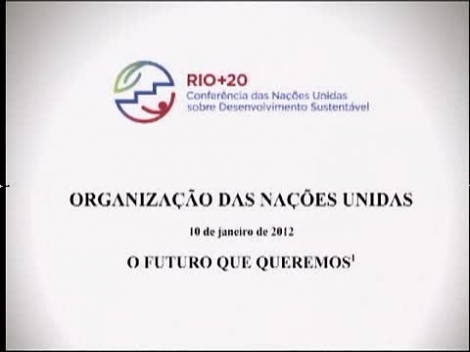 RIO+20
Conferência das Nações Unidas
sobre Desenvolvimento Sustentável
ORGANIZAÇÃO DAS NAÇÕES UNIDAS
10 de janeiro de 2012
O FUTURO QUE QUEREMOS¹